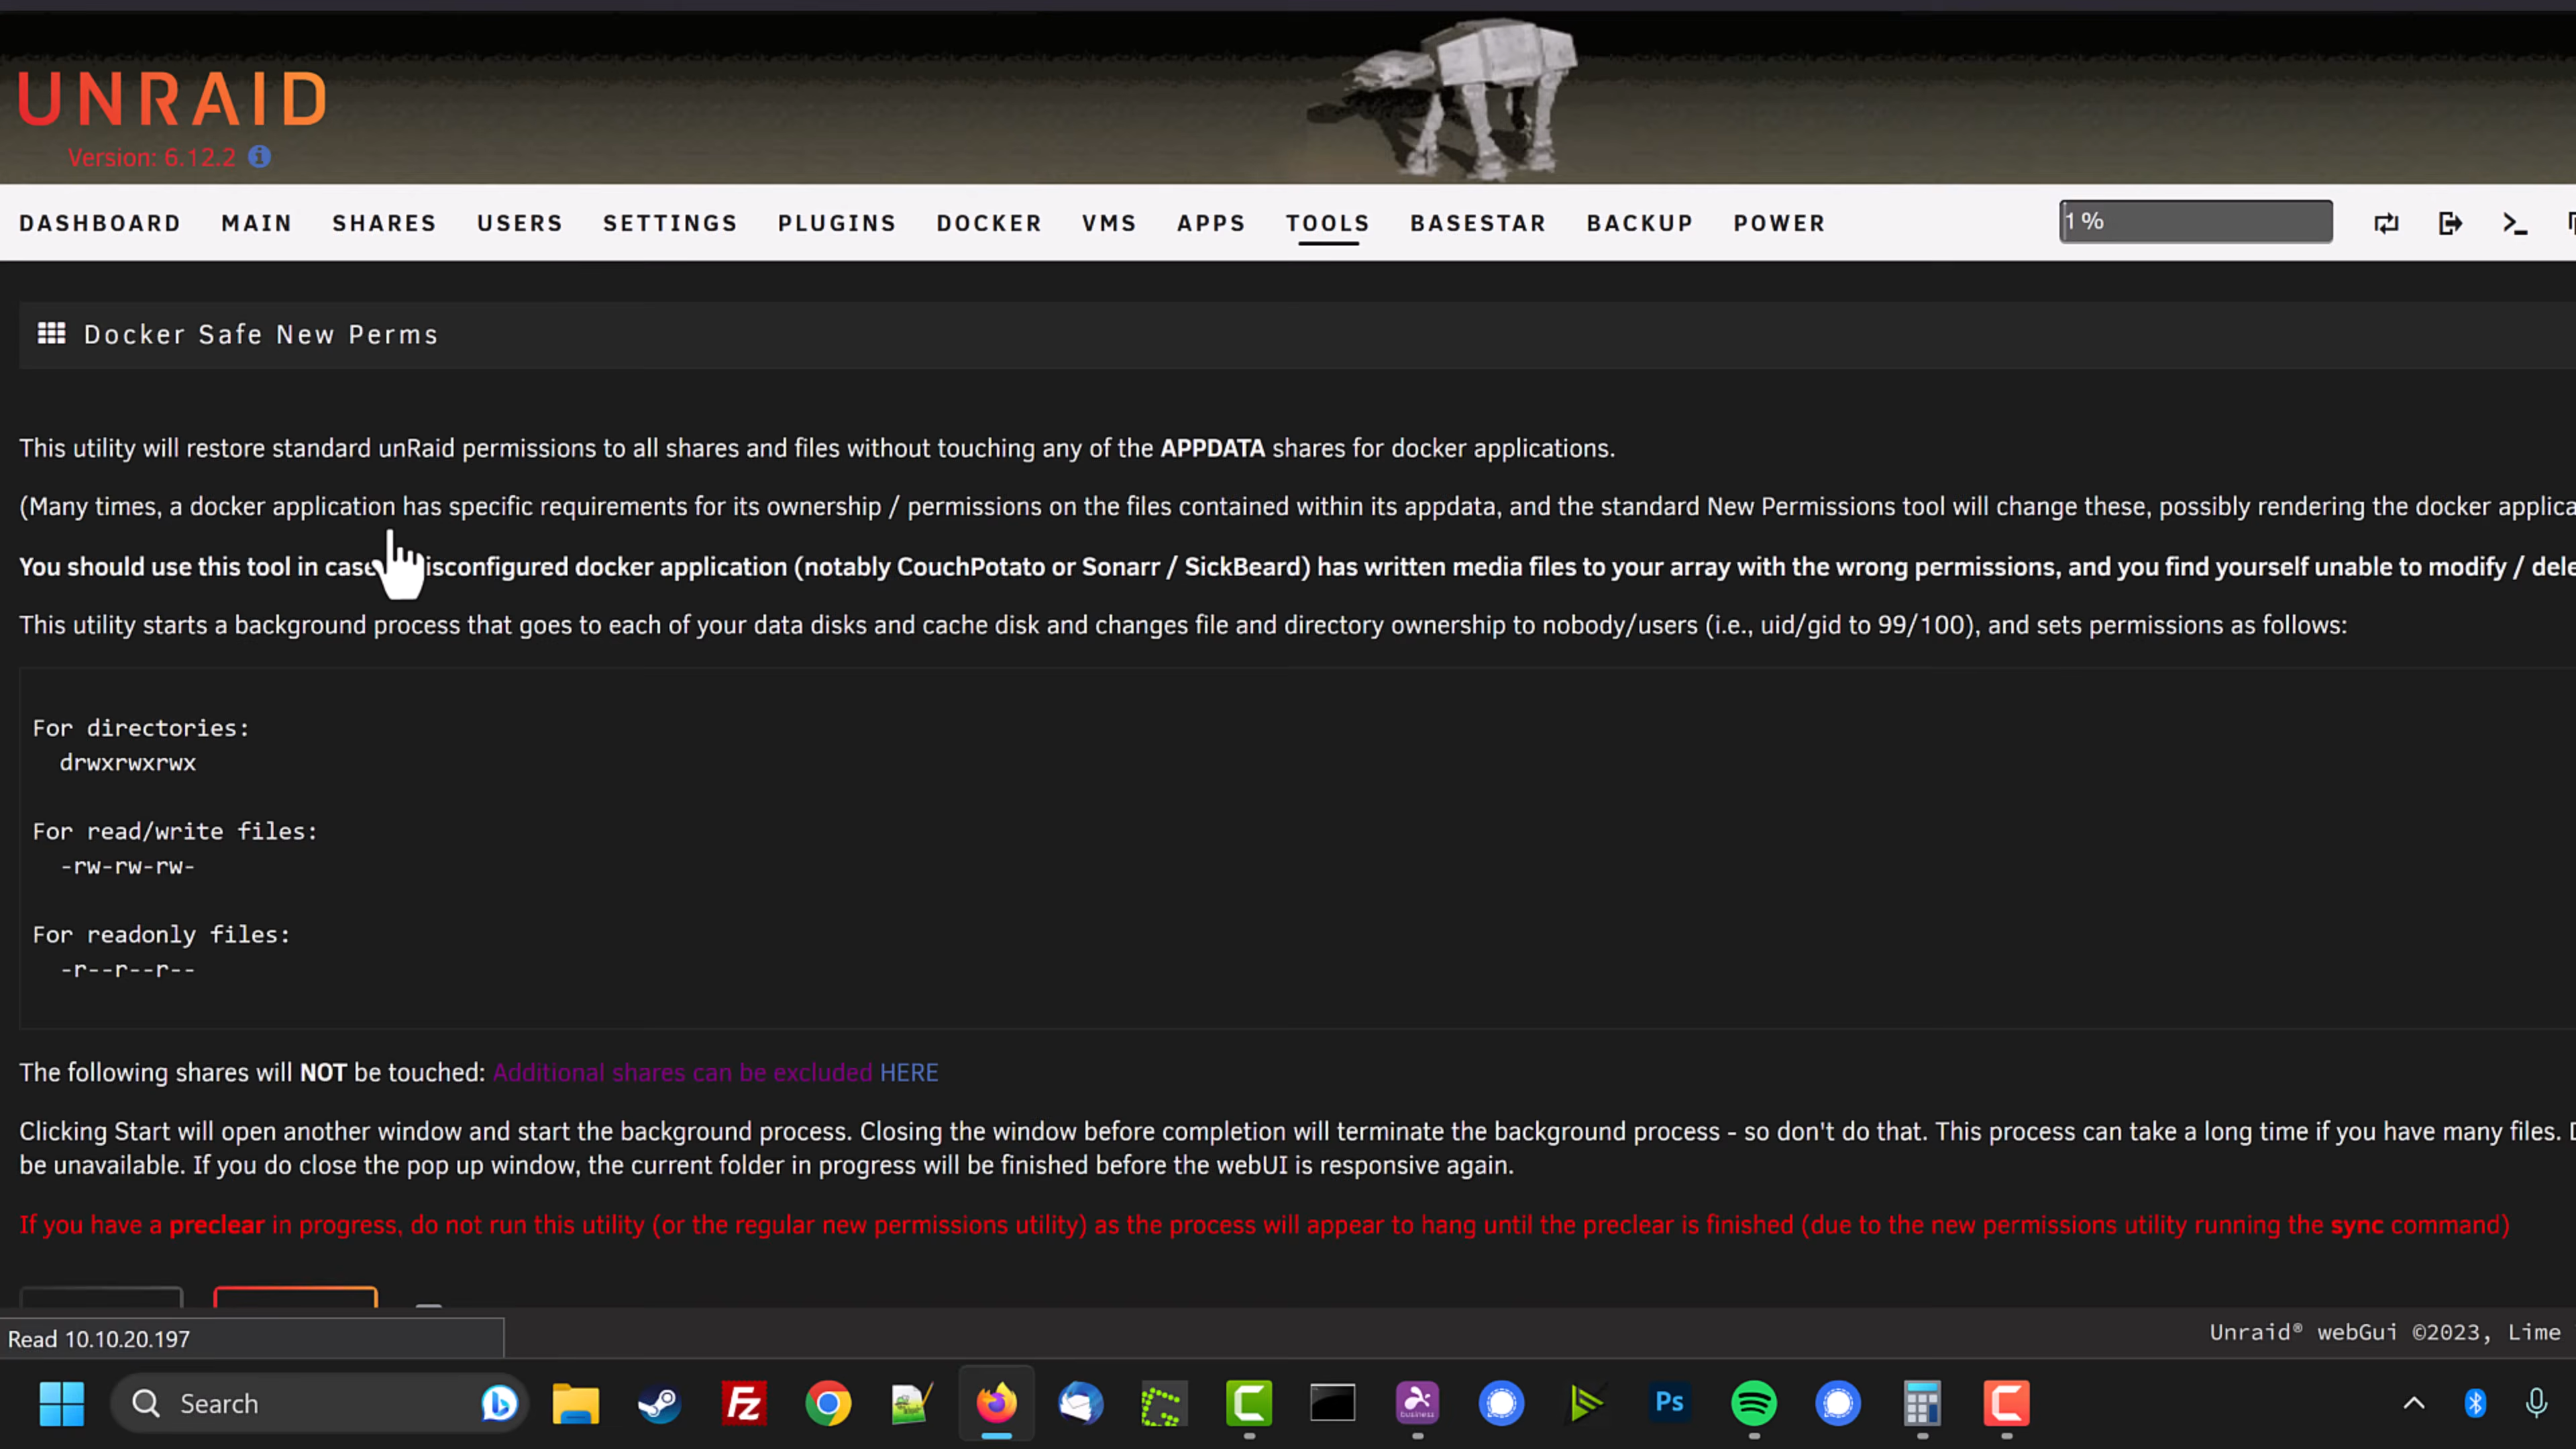 UNRAID
Version: 6.12.2
DASHBOARD MAIN SHARES USERS SETTINGS PLUGINS DOCKER VMS APPS TOOLS BASESTAR BACKUP POWER 1 %
Docker Safe New Perms
This utility will restore standard unRaid permissions to all shares and files without touching any of the APPDATA shares for docker applications.
(Many times, a docker application has specific requirements for its ownership / permissions on the files contained within its appdata, and the standard New Permissions tool will change these, possibly rendering the docker applica
You should use this tool in case isconfigured docker application (notably CouchPotato or Sonarr / SickBeard) has written media files to your array with the wrong permissions, and you find yourself unable to modify / dele
This utility starts a background process that goes to each of your data disks and cache disk and changes file and directory ownership to nobody/users (i.e., uid/gid to 99/100), and sets permissions as follows:
For directories:
drwxrwxrwx
For read/write files:
-rw-rw-rw-
For readonly files:
-r--r--r--
The following shares will NOT be touched: Additional shares can be excluded HERE
Clicking Start will open another window and start the background process. Closing the window before completion will terminate the background process - so don't do that. This process can take a long time if you have many files. D
be unavailable. If you do close the pop up window, the current folder in progress will be finished before the webUI is responsive again.
If you have a preclear in progress, do not run this utility (or the regular new permissions utility) as the process will appear to hang until the preclear is finished (due to the new permissions utility running the sync command)
Read 10.10.20.197
Unraid® webGui ©2023, Lime
Search
Fz
business
Ps